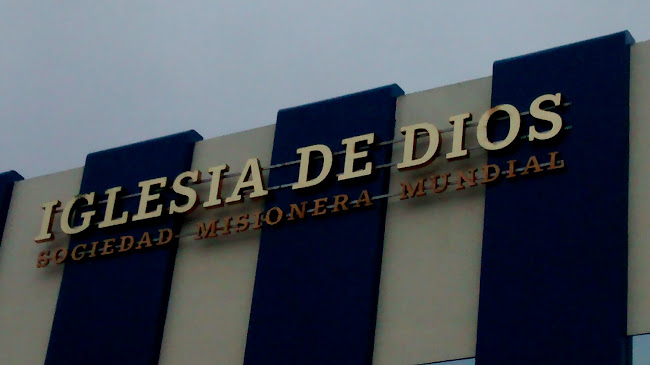 IGLESIA DE DIOS
SOCIEDAD MISIONERA MUNDIAL